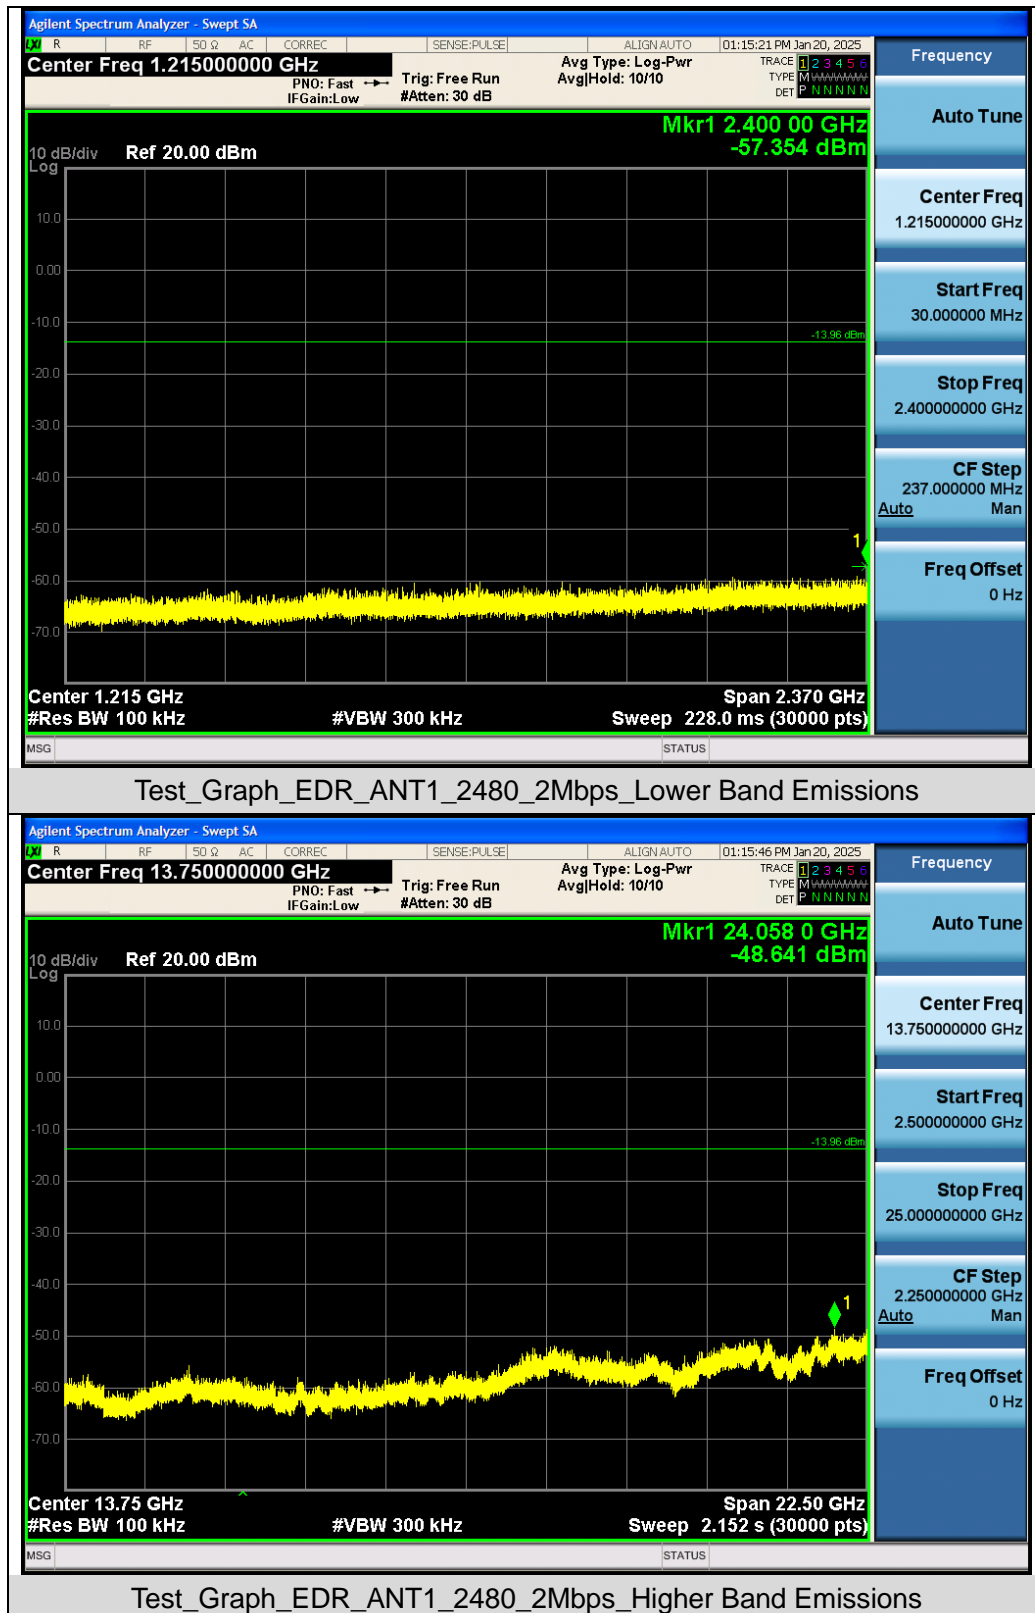 Agilent Spectrum Analyzer - Swept SA
LXI R RF 50 Ω AC CORREC SENSE:PULSE ALIGN AUTO 01:15:21 PM Jan 20, 2025
Center Freq 1.215000000 GHz
PNO: Fast
IFGain:Low
Trig: Free Run
#Atten: 30 dB
Avg Type: Log-Pwr
Avg|Hold: 10/10
TRACE 1 2 3 4 5 6
TYPE M WWWWW
DET P N N N N N
Mkr1 2.400 00 GHz
-57.354 dBm
10 dB/div Ref 20.00 dBm
Log
10.0
0.00
-10.0
-13.96 dBm
-20.0
-30.0
-40.0
-50.0
1
-60.0
-70.0
Center 1.215 GHz Span 2.370 GHz
#Res BW 100 kHz #VBW 300 kHz Sweep 228.0 ms (30000 pts)
MSG STATUS
Frequency
Auto Tune
Center Freq
1.215000000 GHz
Start Freq
30.000000 MHz
Stop Freq
2.400000000 GHz
CF Step
237.000000 MHz
Auto Man
Freq Offset
0 Hz
Test_Graph_EDR_ANT1_2480_2Mbps_Lower Band Emissions
Agilent Spectrum Analyzer - Swept SA
LXI R RF 50 Ω AC CORREC SENSE:PULSE ALIGN AUTO 01:15:46 PM Jan 20, 2025
Center Freq 13.750000000 GHz
PNO: Fast
IFGain:Low
Trig: Free Run
#Atten: 30 dB
Avg Type: Log-Pwr
Avg|Hold: 10/10
TRACE 1 2 3 4 5 6
TYPE M WWWWW
DET P N N N N N
Mkr1 24.058 0 GHz
-48.641 dBm
10 dB/div Ref 20.00 dBm
Log
10.0
0.00
-10.0
-13.96 dBm
-20.0
-30.0
-40.0
1
-50.0
-60.0
-70.0
Center 13.75 GHz Span 22.50 GHz
#Res BW 100 kHz #VBW 300 kHz Sweep 2.152 s (30000 pts)
MSG STATUS
Frequency
Auto Tune
Center Freq
13.750000000 GHz
Start Freq
2.500000000 GHz
Stop Freq
25.000000000 GHz
CF Step
2.250000000 GHz
Auto Man
Freq Offset
0 Hz
Test_Graph_EDR_ANT1_2480_2Mbps_Higher Band Emissions